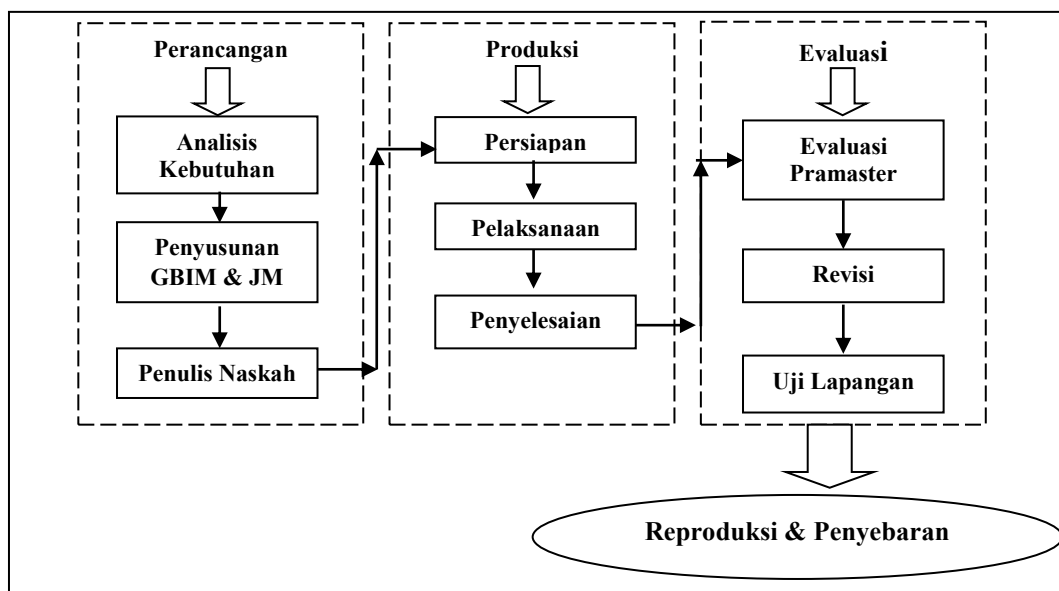 Perancangan
Analisis
Kebutuhan
Penyusunan
GBIM & JM
Penulis Naskah
Produksi
Persiapan
Pelaksanaan
Penyelesaian
Evaluasi
Evaluasi
Pramaster
Revisi
Uji Lapangan
Reproduksi & Penyebaran